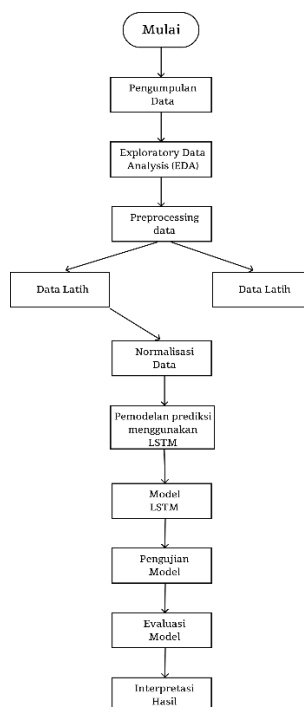 Mulai
Pengumpulan
Data
Exploratory Data
Analysis (EDA)
Preprocessing
data
Data Latih
Data Latih
Normalisasi
Data
Pemodelan prediksi
menggunakan
LSTM
Model
LSTM
Pengujian
Model
Evaluasi
Model
Interpretasi
Hasil